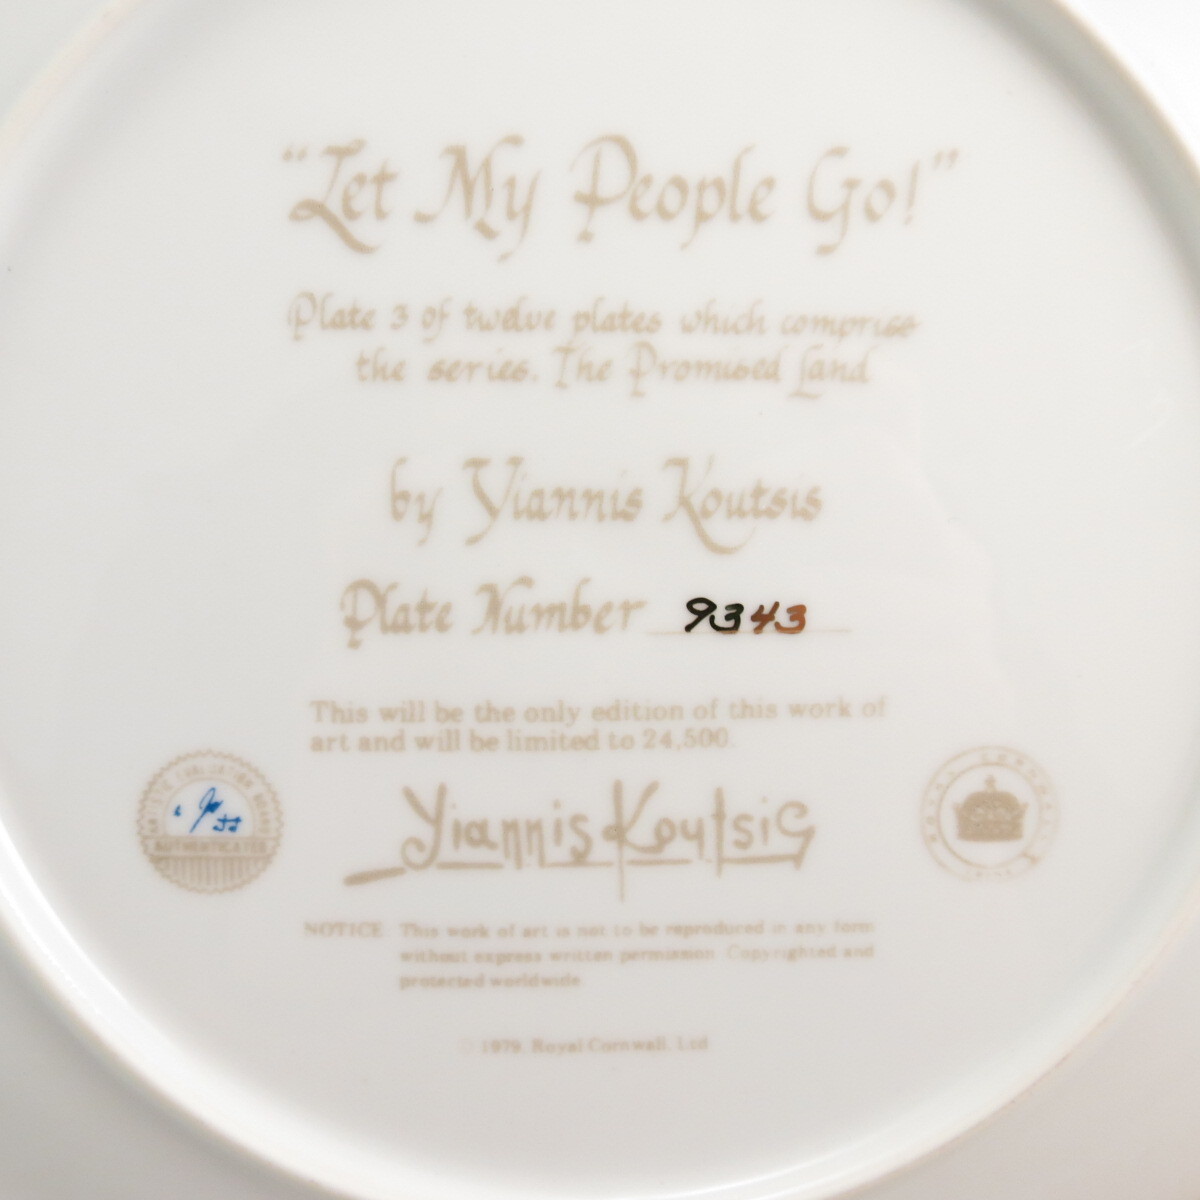 “Let My People Go!”
Plate 3 of twelve plates which comprise
the series. The Promised Land
by Yiannis Koutsis
Plate Number 9343
This will be the only edition of this work of
art and will be limited to 24,500.
AUTHENTICATED
Yiannis Koutsis
NOTICE This work of art is not to be reproduced in any form
without express written permission. Copyrighted and
protected worldwide
© 1979, Royal Cornwall, Ltd